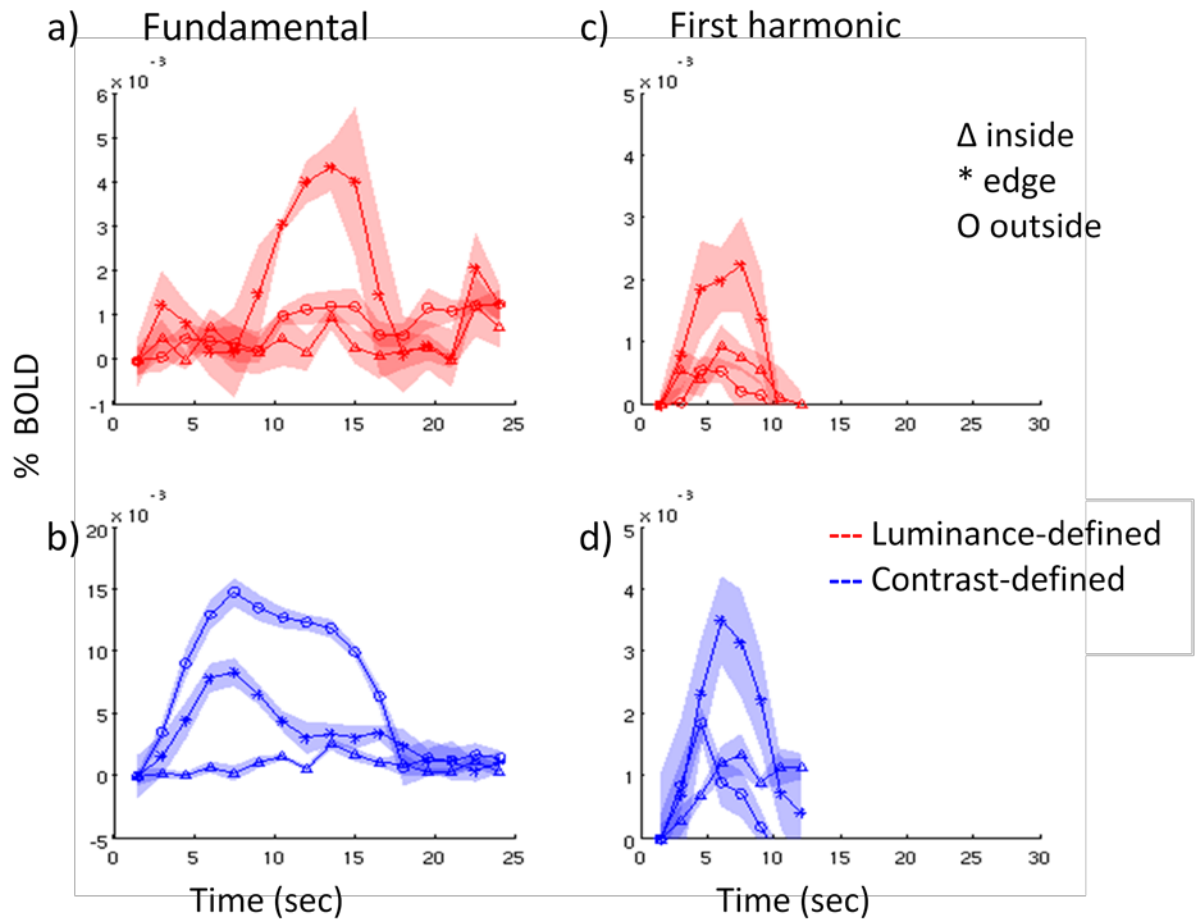 a) Fundamental
c) First harmonic
× 10 -3
6
5
4
3
2
1
0
-1
0 5 10 15 20 25
× 10 -3
5
4
3
2
1
0
0 5 10 15 20 25 30
Δ inside
* edge
O outside
% BOLD
b)
× 10 -3
20
15
10
5
0
-5
0 5 10 15 20 25
Time (sec)
d)
× 10 -3
5
4
3
2
1
0
0 5 10 15 20 25 30
Time (sec)
--- Luminance-defined
--- Contrast-defined